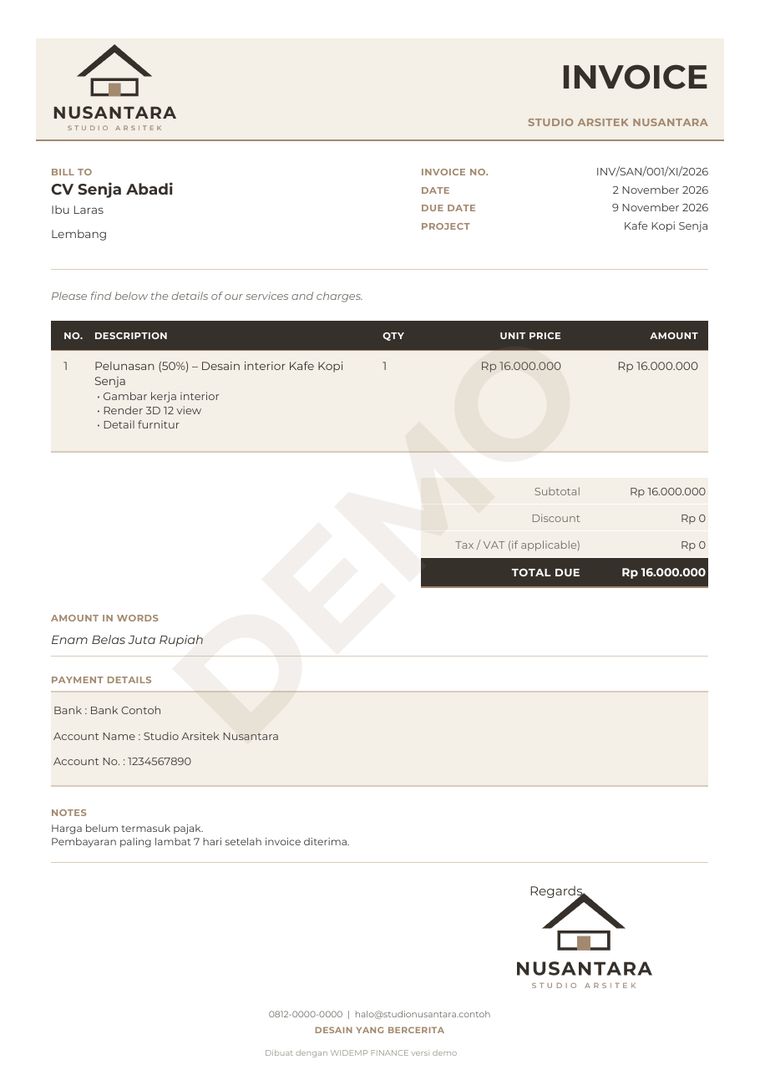 NUSANTARA
STUDIO ARSITEK
INVOICE
STUDIO ARSITEK NUSANTARA
BILL TO
CV Senja Abadi
Ibu Laras
Lembang
INVOICE NO. INV/SAN/001/XI/2026
DATE 2 November 2026
DUE DATE 9 November 2026
PROJECT Kafe Kopi Senja
Please find below the details of our services and charges.
NO. DESCRIPTION QTY UNIT PRICE AMOUNT
1 Pelunasan (50%) – Desain interior Kafe Kopi 1 Rp 16.000.000 Rp 16.000.000
Senja
• Gambar kerja interior
• Render 3D 12 view
• Detail furnitur
DEMO
Subtotal Rp 16.000.000
Discount Rp 0
Tax / VAT (if applicable) Rp 0
TOTAL DUE Rp 16.000.000
AMOUNT IN WORDS
Enam Belas Juta Rupiah
PAYMENT DETAILS
Bank : Bank Contoh
Account Name : Studio Arsitek Nusantara
Account No. : 1234567890
NOTES
Harga belum termasuk pajak.
Pembayaran paling lambat 7 hari setelah invoice diterima.
Regards,
NUSANTARA
STUDIO ARSITEK
0812-0000-0000 | halo@studionusantara.contoh
DESAIN YANG BERCERITA
Dibuat dengan WIDEMP FINANCE versi demo